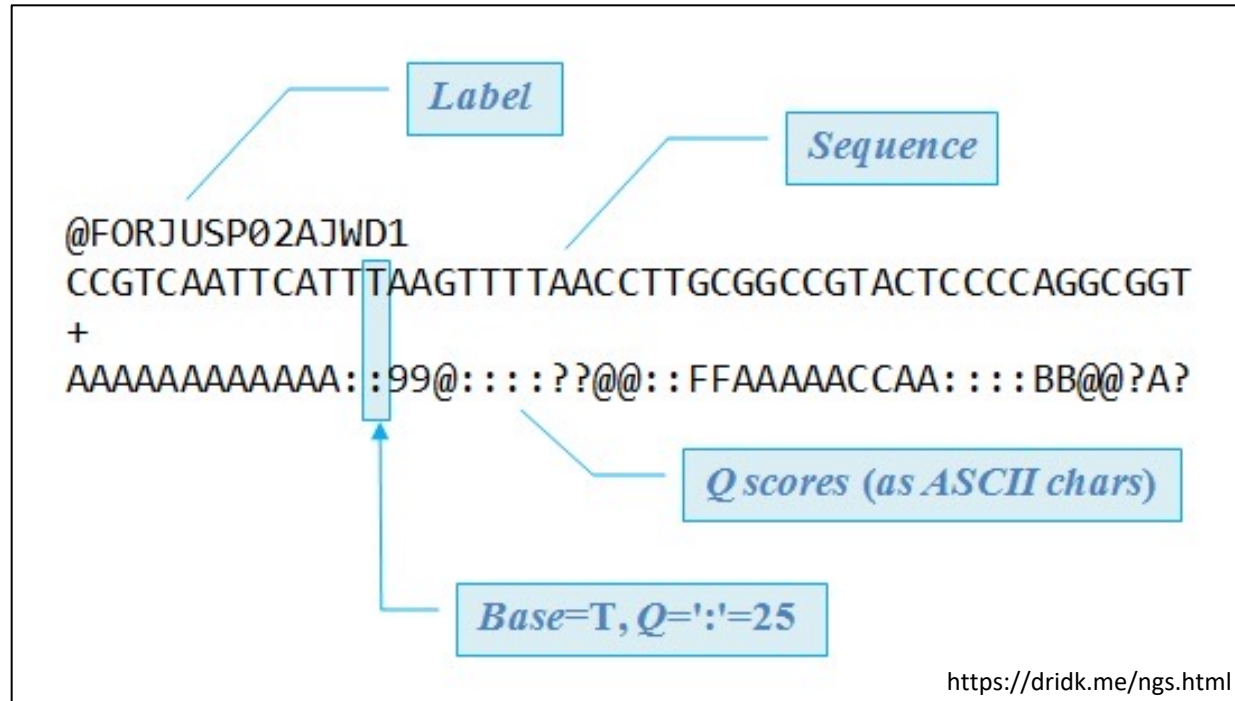 Label
Sequence
@FORJUSP02AJWD1
CCGTCAATTCATTTAAGTTTTAACCTTGCGGCCGTACTCCCCAGGCGGT
+
AAAAAAAAAAAA::99@::::??@@::FFAAAAACCAA::::BB@@?A?
Q scores (as ASCII chars)
Base=T, Q=':'=25
https://dridk.me/ngs.html